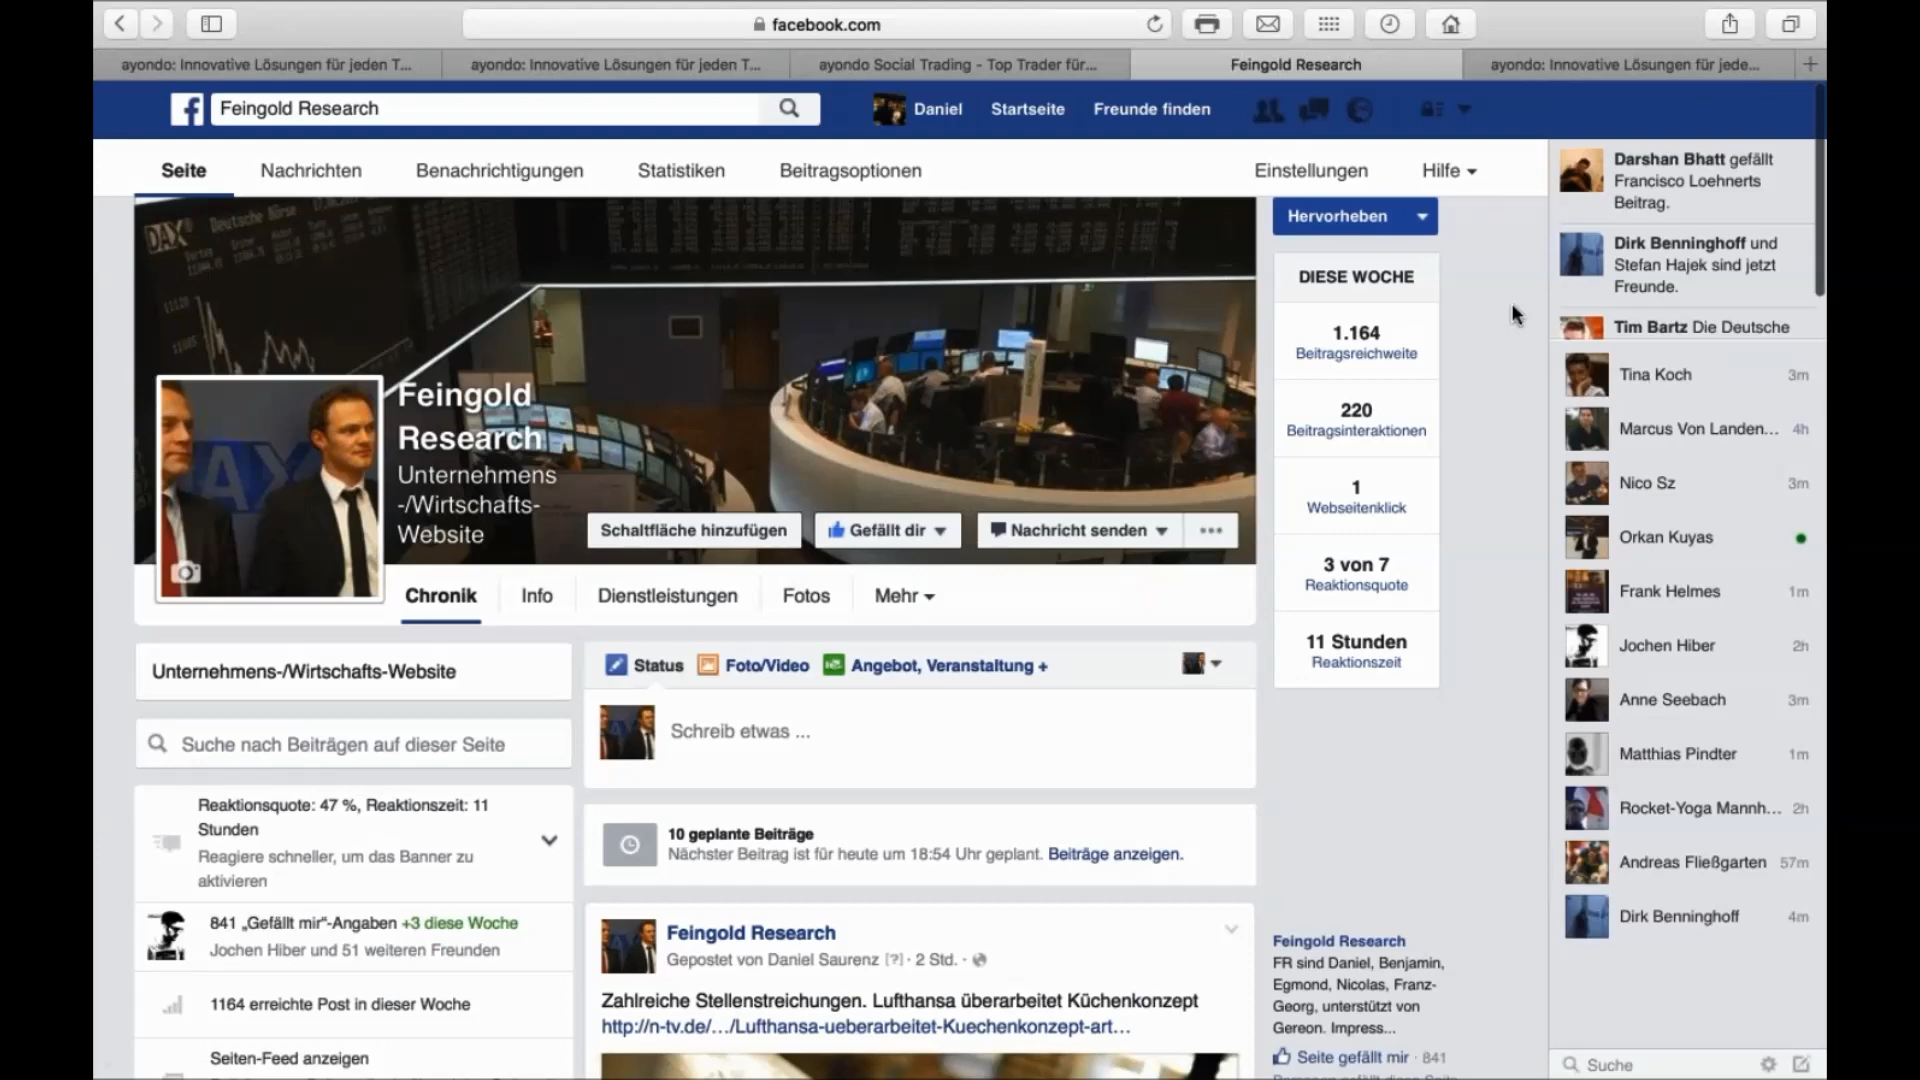 facebook.com
ayondo: Innovative Lösungen für jeden T...
ayondo: Innovative Lösungen für jeden T...
ayondo Social Trading - Top Trader für...
Feingold Research
ayondo: Innovative Lösungen für jede...
Feingold Research
Daniel
Startseite
Freunde finden
Seite
Nachrichten
Benachrichtigungen
Statistiken
Beitragsoptionen
Einstellungen
Hilfe
DAX
Deutsche Börse
Feingold
Research
Unternehmens
-/Wirtschafts-
Website
Schaltfläche hinzufügen
Gefällt dir
Nachricht senden
Chronik
Info
Dienstleistungen
Fotos
Mehr
Hervorheben
DIESE WOCHE
1.164
Beitragsreichweite
220
Beitragsinteraktionen
1
Webseitenklick
3 von 7
Reaktionsquote
11 Stunden
Reaktionszeit
Unternehmens-/Wirtschafts-Website
Suche nach Beiträgen auf dieser Seite
Reaktionsquote: 47 %, Reaktionszeit: 11
Stunden
Reagiere schneller, um das Banner zu
aktivieren
841 „Gefällt mir“-Angaben +3 diese Woche
Jochen Hiber und 51 weiteren Freunden
1164 erreichte Post in dieser Woche
Seiten-Feed anzeigen
Status
Foto/Video
Angebot, Veranstaltung +
Schreib etwas ...
10 geplante Beiträge
Nächster Beitrag ist für heute um 18:54 Uhr geplant. Beiträge anzeigen.
Feingold Research
Gepostet von Daniel Saurenz [?] · 2 Std. ·
Zahlreiche Stellenstreichungen. Lufthansa überarbeitet Küchenkonzept
http://n-tv.de/.../Lufthansa-ueberarbeitet-Kuechenkonzept-art...
Feingold Research
FR sind Daniel, Benjamin,
Egmond, Nicolas, Franz-
Georg, unterstützt von
Gereon. Impress...
Seite gefällt mir · 841
Darshan Bhatt gefällt
Francisco Loehnerts
Beitrag.
Dirk Benninghoff und
Stefan Hajek sind jetzt
Freunde.
Tim Bartz Die Deutsche
Tina Koch 3m
Marcus Von Landen... 4h
Nico Sz 3m
Orkan Kuyas
Frank Helmes 1m
Jochen Hiber 2h
Anne Seebach 3m
Matthias Pindter 1m
Rocket-Yoga Mannh... 2h
Andreas Fließgarten 57m
Dirk Benninghoff 4m
Suche